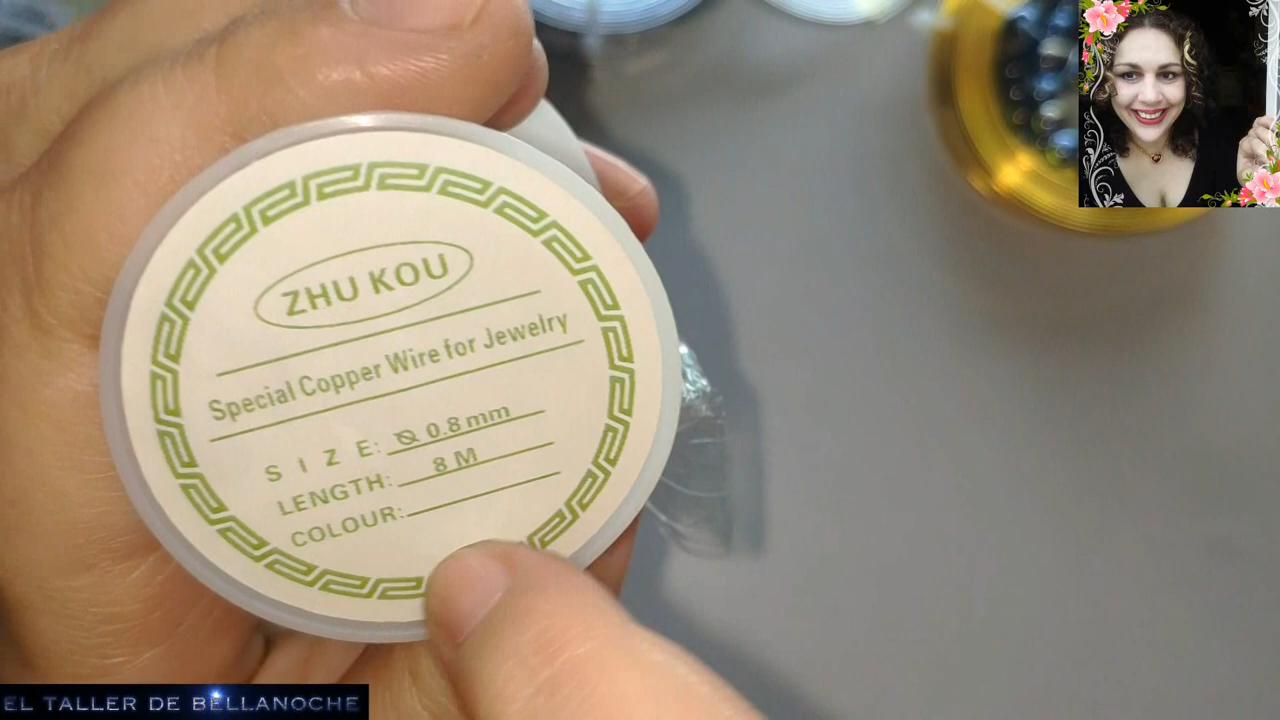 ZHU KOU
Special Copper Wire for Jewelry
SIZE: Ø 0.8 mm
LENGTH: 8 M
COLOUR:
EL TALLER DE BELLANOCHE